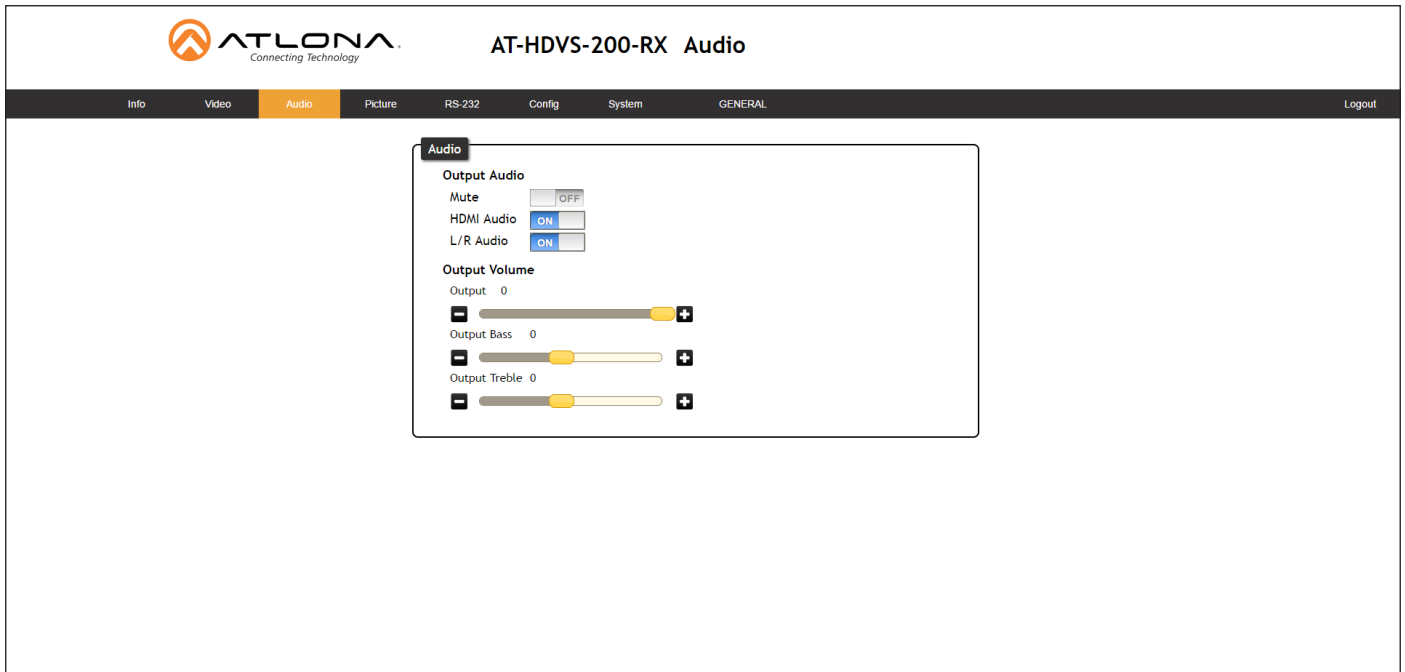 ATLONA.
Connecting Technology
AT-HDVS-200-RX Audio
Info Video Audio Picture RS-232 Config System GENERAL Logout
Audio
Output Audio
Mute OFF
HDMI Audio ON
L/R Audio ON
Output Volume
Output 0
Output Bass 0
Output Treble 0